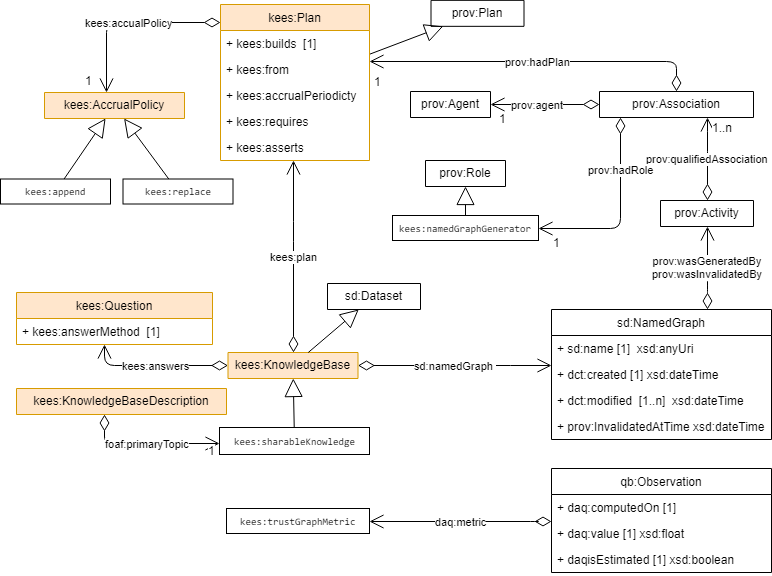 kees:accualPolicy
kees:Plan
prov:Plan
+ kees:builds  [1]
+ kees:from
+ kees:accrualPeriodicty
+ kees:requires
+ kees:asserts
prov:hadPlan
1
1
kees:AccrualPolicy
prov:Agent
prov:agent
1
prov:Association
1..n
prov:qualifiedAssociation
prov:hadRole
prov:Role
kees:append
kees:replace
kees:namedGraphGenerator
1
prov:Activity
kees:plan
prov:wasGeneratedBy
prov:wasInvalidatedBy
sd:Dataset
kees:Question
+ kees:answerMethod  [1]
sd:NamedGraph
+ sd:name [1]  xsd:anyUri
+ dct:created [1] xsd:dateTime
+ dct:modified  [1..n]  xsd:dateTime
+ prov:InvalidatedAtTime xsd:dateTime
kees:answers
kees:KnowledgeBase
sd:namedGraph
kees:KnowledgeBaseDescription
foaf:primaryTopic
1
kees:sharableKnowledge
qb:Observation
+ daq:computedOn [1]
+ daq:value [1] xsd:float
+ daqisEstimated [1] xsd:boolean
kees:trustGraphMetric
daq:metric